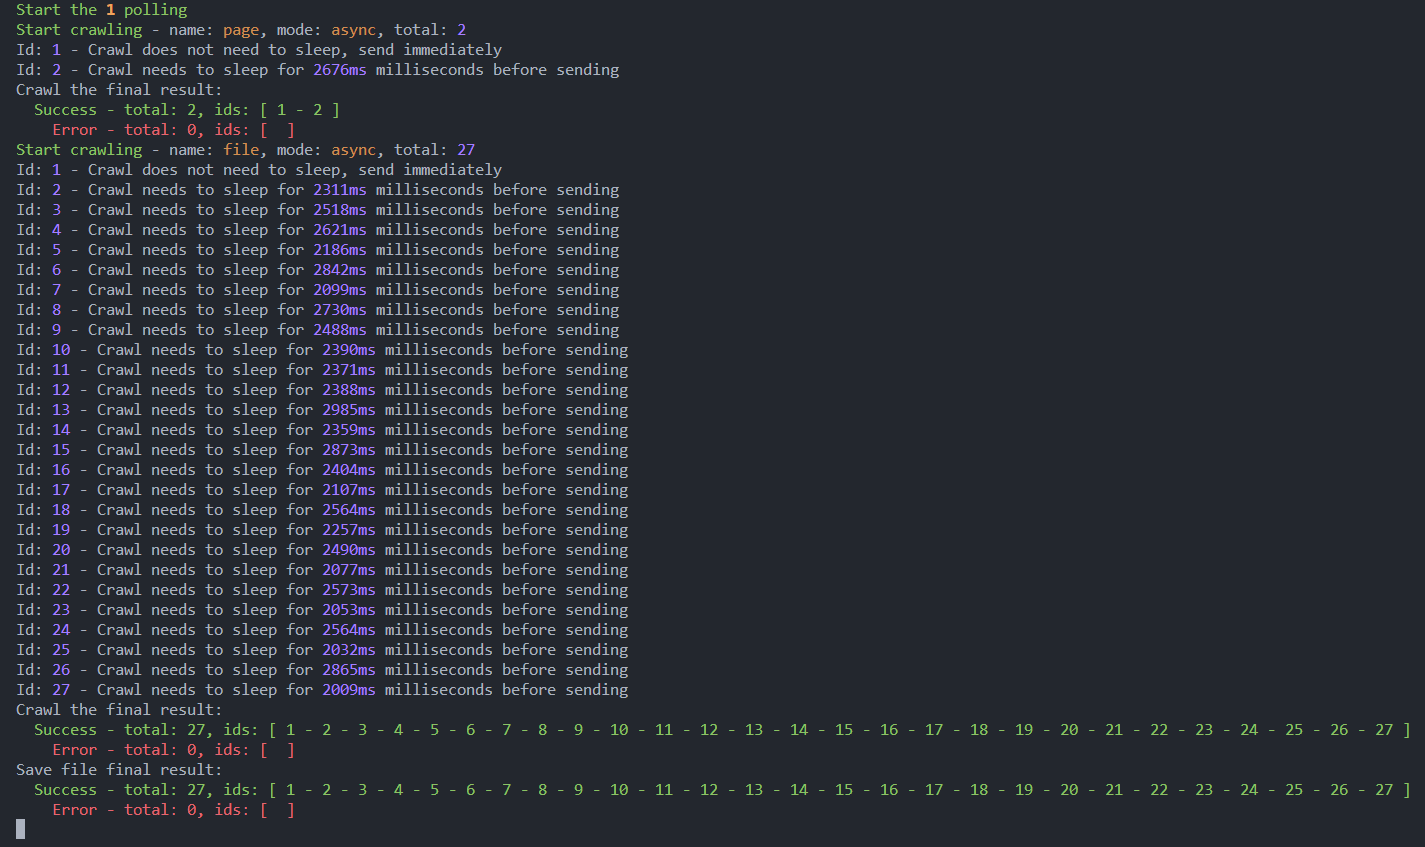 Start the 1 polling
Start crawling - name: page, mode: async, total: 2
Id: 1 - Crawl does not need to sleep, send immediately
Id: 2 - Crawl needs to sleep for 2676ms milliseconds before sending
Crawl the final result:
  Success - total: 2, ids: [ 1 - 2 ]
    Error - total: 0, ids: [  ]
Start crawling - name: file, mode: async, total: 27
Id: 1 - Crawl does not need to sleep, send immediately
Id: 2 - Crawl needs to sleep for 2311ms milliseconds before sending
Id: 3 - Crawl needs to sleep for 2518ms milliseconds before sending
Id: 4 - Crawl needs to sleep for 2621ms milliseconds before sending
Id: 5 - Crawl needs to sleep for 2186ms milliseconds before sending
Id: 6 - Crawl needs to sleep for 2842ms milliseconds before sending
Id: 7 - Crawl needs to sleep for 2099ms milliseconds before sending
Id: 8 - Crawl needs to sleep for 2730ms milliseconds before sending
Id: 9 - Crawl needs to sleep for 2488ms milliseconds before sending
Id: 10 - Crawl needs to sleep for 2390ms milliseconds before sending
Id: 11 - Crawl needs to sleep for 2371ms milliseconds before sending
Id: 12 - Crawl needs to sleep for 2388ms milliseconds before sending
Id: 13 - Crawl needs to sleep for 2985ms milliseconds before sending
Id: 14 - Crawl needs to sleep for 2359ms milliseconds before sending
Id: 15 - Crawl needs to sleep for 2873ms milliseconds before sending
Id: 16 - Crawl needs to sleep for 2404ms milliseconds before sending
Id: 17 - Crawl needs to sleep for 2107ms milliseconds before sending
Id: 18 - Crawl needs to sleep for 2564ms milliseconds before sending
Id: 19 - Crawl needs to sleep for 2257ms milliseconds before sending
Id: 20 - Crawl needs to sleep for 2490ms milliseconds before sending
Id: 21 - Crawl needs to sleep for 2077ms milliseconds before sending
Id: 22 - Crawl needs to sleep for 2573ms milliseconds before sending
Id: 23 - Crawl needs to sleep for 2053ms milliseconds before sending
Id: 24 - Crawl needs to sleep for 2564ms milliseconds before sending
Id: 25 - Crawl needs to sleep for 2032ms milliseconds before sending
Id: 26 - Crawl needs to sleep for 2865ms milliseconds before sending
Id: 27 - Crawl needs to sleep for 2009ms milliseconds before sending
Crawl the final result:
  Success - total: 27, ids: [ 1 - 2 - 3 - 4 - 5 - 6 - 7 - 8 - 9 - 10 - 11 - 12 - 13 - 14 - 15 - 16 - 17 - 18 - 19 - 20 - 21 - 22 - 23 - 24 - 25 - 26 - 27 ]
    Error - total: 0, ids: [  ]
Save file final result:
  Success - total: 27, ids: [ 1 - 2 - 3 - 4 - 5 - 6 - 7 - 8 - 9 - 10 - 11 - 12 - 13 - 14 - 15 - 16 - 17 - 18 - 19 - 20 - 21 - 22 - 23 - 24 - 25 - 26 - 27 ]
    Error - total: 0, ids: [  ]